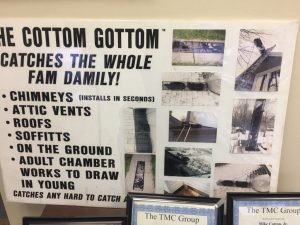 THE COTTOM GOTTOM™
CATCHES THE WHOLE
FAM DAMILY!
• CHIMNEYS (INSTALLS IN SECONDS)
• ATTIC VENTS
• ROOFS
• SOFFITTS
• ON THE GROUND
• ADULT CHAMBER
WORKS TO DRAW
IN YOUNG
CATCHES ANY HARD TO CATCH
The TMC Group
The TMC Group